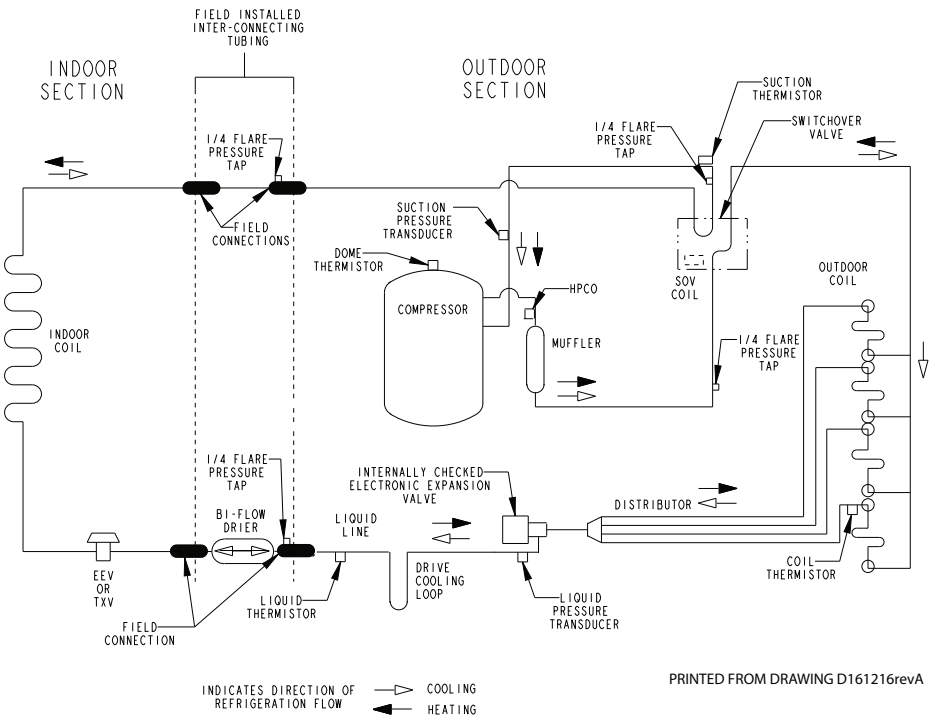 FIELD INSTALLED
INTER-CONNECTING
TUBING
INDOOR
SECTION
OUTDOOR
SECTION
SUCTION
THERMISTOR
SWITCHOVER
VALVE
1/4 FLARE
PRESSURE
TAP
1/4 FLARE
PRESSURE
TAP
FIELD
CONNECTIONS
SUCTION
PRESSURE
TRANSDUCER
DOME
THERMISTOR
COMPRESSOR
HPCO
MUFFLER
SOV
COIL
OUTDOOR
COIL
INDOOR
COIL
1/4 FLARE
PRESSURE
TAP
1/4 FLARE
PRESSURE
TAP
BI-FLOW
DRIER
LIQUID
LINE
INTERNALLY CHECKED
ELECTRONIC EXPANSION
VALVE
DISTRIBUTOR
EEV
OR
TXV
FIELD
CONNECTION
LIQUID
THERMISTOR
DRIVE
COOLING
LOOP
LIQUID
PRESSURE
TRANSDUCER
COIL
THERMISTOR
PRINTED FROM DRAWING D161216revA
INDICATES DIRECTION OF
REFRIGERATION FLOW
COOLING
HEATING